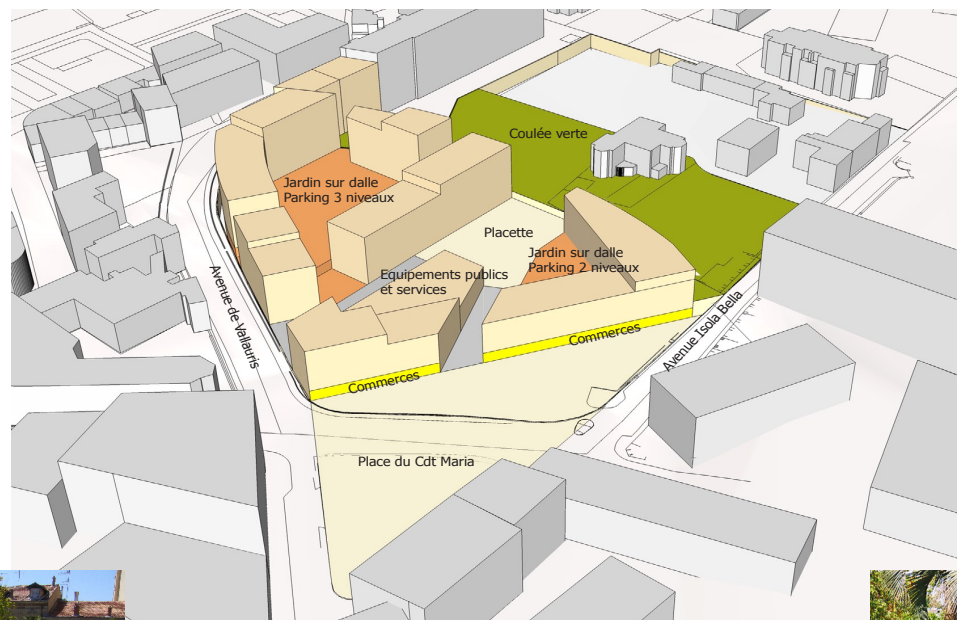 Coulée verte
Jardin sur dalle
Parking 3 niveaux
Placette
Jardin sur dalle
Parking 2 niveaux
Equipements publics
et services
Avenue de Vallauris
Avenue Isola Bella
Commerces
Commerces
Place du Cdt Maria